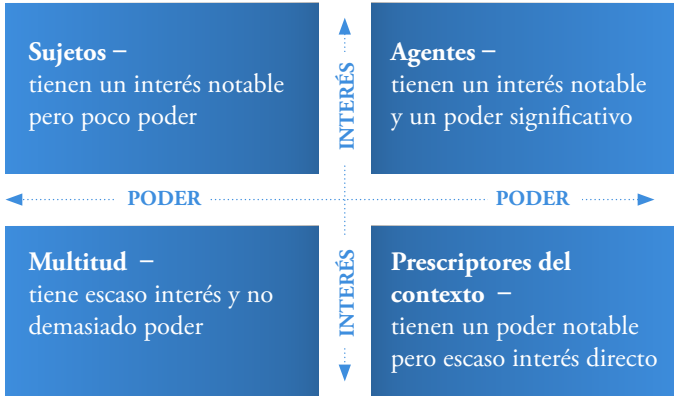 Sujetos –
tienen un interés notable
pero poco poder
INTERÉS
Agentes –
tienen un interés notable
y un poder significativo
PODER
PODER
Multitud –
tiene escaso interés y no
demasiado poder
INTERÉS
Prescriptores del
contexto –
tienen un poder notable
pero escaso interés directo